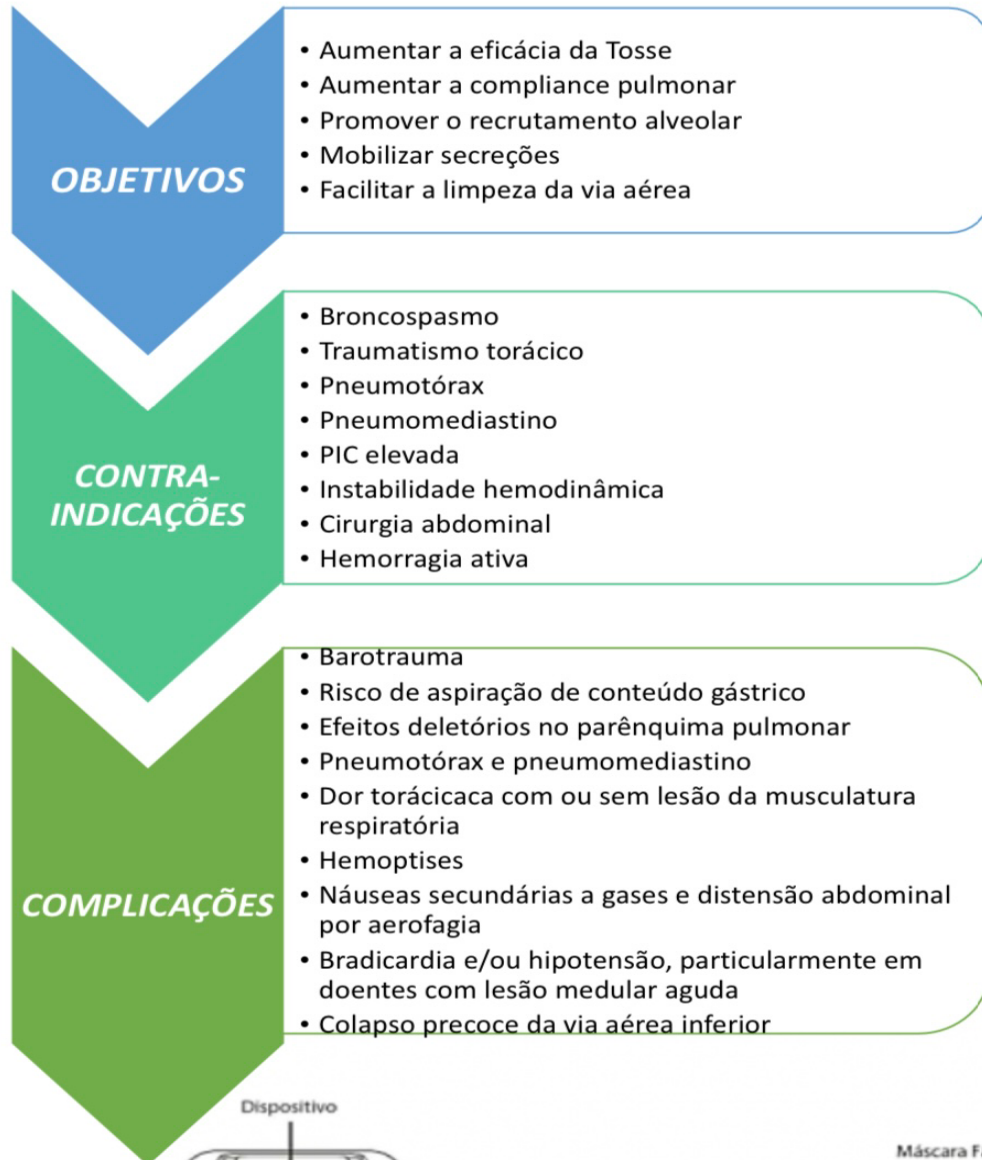 OBJETIVOS
• Aumentar a eficácia da Tosse
• Aumentar a compliance pulmonar
• Promover o recrutamento alveolar
• Mobilizar secreções
• Facilitar a limpeza da via aérea
CONTRA-
INDICAÇÕES
• Broncospasmo
• Traumatismo torácico
• Pneumotórax
• Pneumomediastino
• PIC elevada
• Instabilidade hemodinâmica
• Cirurgia abdominal
• Hemorragia ativa
COMPLICAÇÕES
• Barotrauma
• Risco de aspiração de conteúdo gástrico
• Efeitos deletórios no parênquima pulmonar
• Pneumotórax e pneumomediastino
• Dor torácicaca com ou sem lesão da musculatura
respiratória
• Hemoptises
• Náuseas secundárias a gases e distensão abdominal
por aerofagia
• Bradicardia e/ou hipotensão, particularmente em
doentes com lesão medular aguda
• Colapso precoce da via aérea inferior
Dispositivo
Máscara